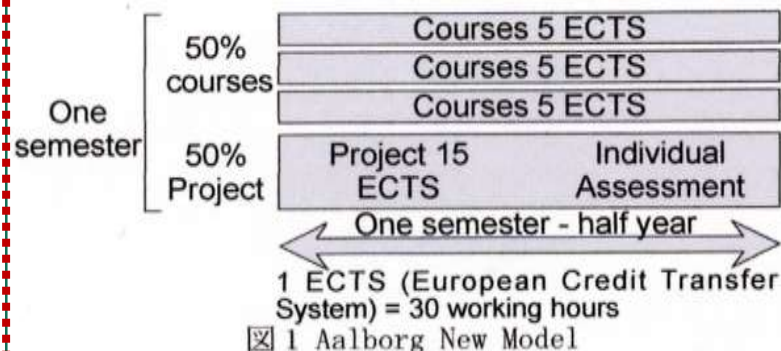 One
semester
50%
courses
Courses 5 ECTS
Courses 5 ECTS
Courses 5 ECTS
50%
Project
Project 15
ECTS
Individual
Assessment
One semester - half year
1 ECTS (European Credit Transfer
System) = 30 working hours
図 1 Aalborg New Model